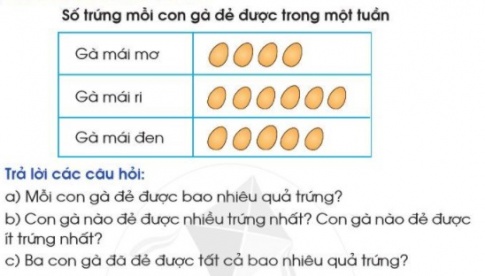 Số trứng mỗi con gà đẻ được trong một tuần
Gà mái mơ
Gà mái ri
Gà mái đen
Trả lời các câu hỏi:
a) Mỗi con gà đẻ được bao nhiêu quả trứng?
b) Con gà nào đẻ được nhiều trứng nhất? Con gà nào đẻ được
ít trứng nhất?
c) Ba con gà đã đẻ được tất cả bao nhiêu quả trứng?